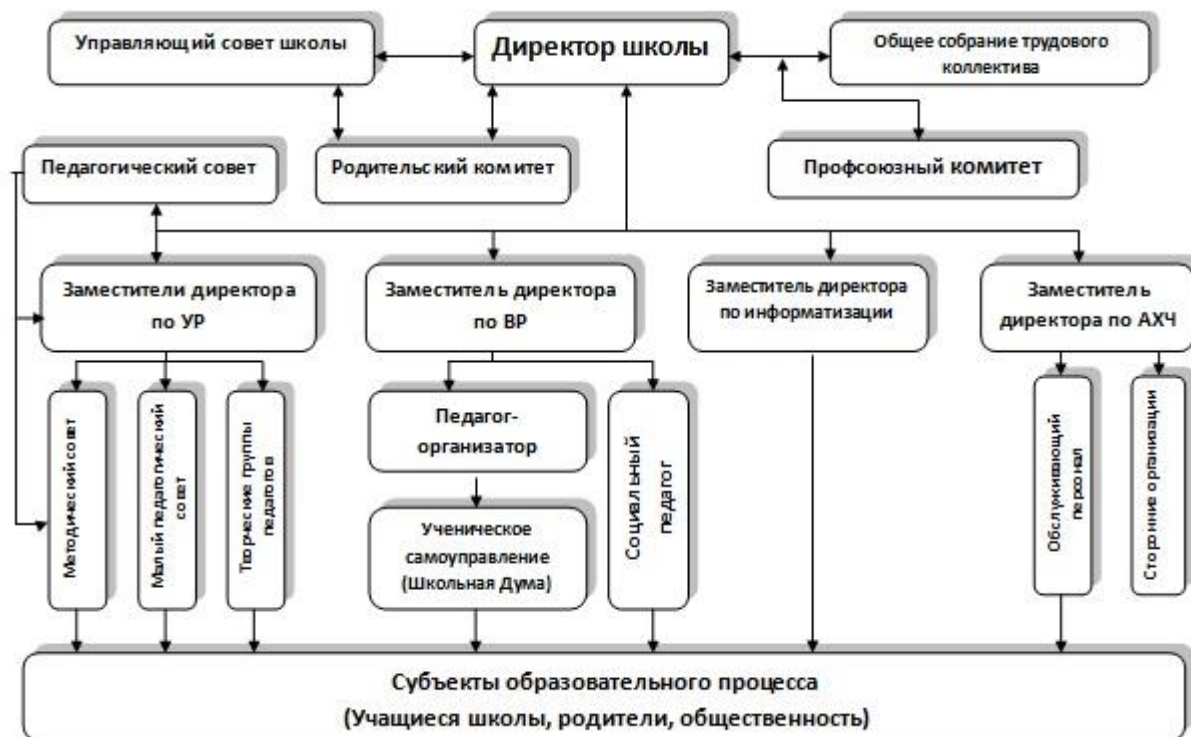 Управляющий совет школы
Директор школы
Общее собрание трудового
коллектива
Педагогический совет
Родительский комитет
Профсоюзный комитет
Заместители директора
по УР
Заместитель директора
по ВР
Заместитель директора
по информатизации
Заместитель
директора по АХЧ
Методический совет
Малый педагогический
совет
Творческие группы
педагогов
Педагог-
организатор
Ученическое
самоуправление
(Школьная Дума)
Социальный
педагог
Обслуживающий
персонал
Сторонние организации
Субъекты образовательного процесса
(Учащиеся школы, родители, общественность)